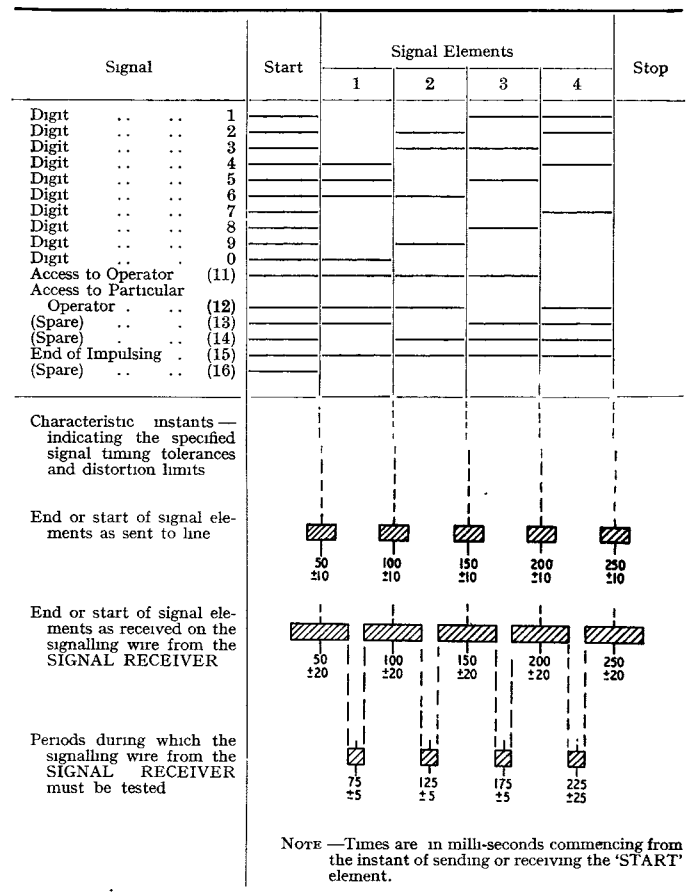 Signal Start Signal Elements Stop
1 2 3 4
Digit .. .. 1
Digit .. .. 2
Digit .. .. 3
Digit .. .. 4
Digit .. .. 5
Digit .. .. 6
Digit .. .. 7
Digit .. .. 8
Digit .. .. 9
Digit .. . 0
Access to Operator (11)
Access to Particular
Operator . .. (12)
(Spare) .. . (13)
(Spare) .. .. (14)
End of Impulsing . (15)
(Spare) .. .. (16)
Characteristic instants —
indicating the specified
signal timing tolerances
and distortion limits
End or start of signal ele-
ments as sent to line
50 100 150 200 250
±10 ±10 ±10 ±10 ±10
End or start of signal ele-
ments as received on the
signalling wire from the
SIGNAL RECEIVER
50 100 150 200 250
±20 ±20 ±20 ±20 ±20
Periods during which the
signalling wire from the
SIGNAL RECEIVER
must be tested
75 125 175 225
±5 ±5 ±5 ±25
NOTE —Times are in milli-seconds commencing from
the instant of sending or receiving the ‘START’
element.